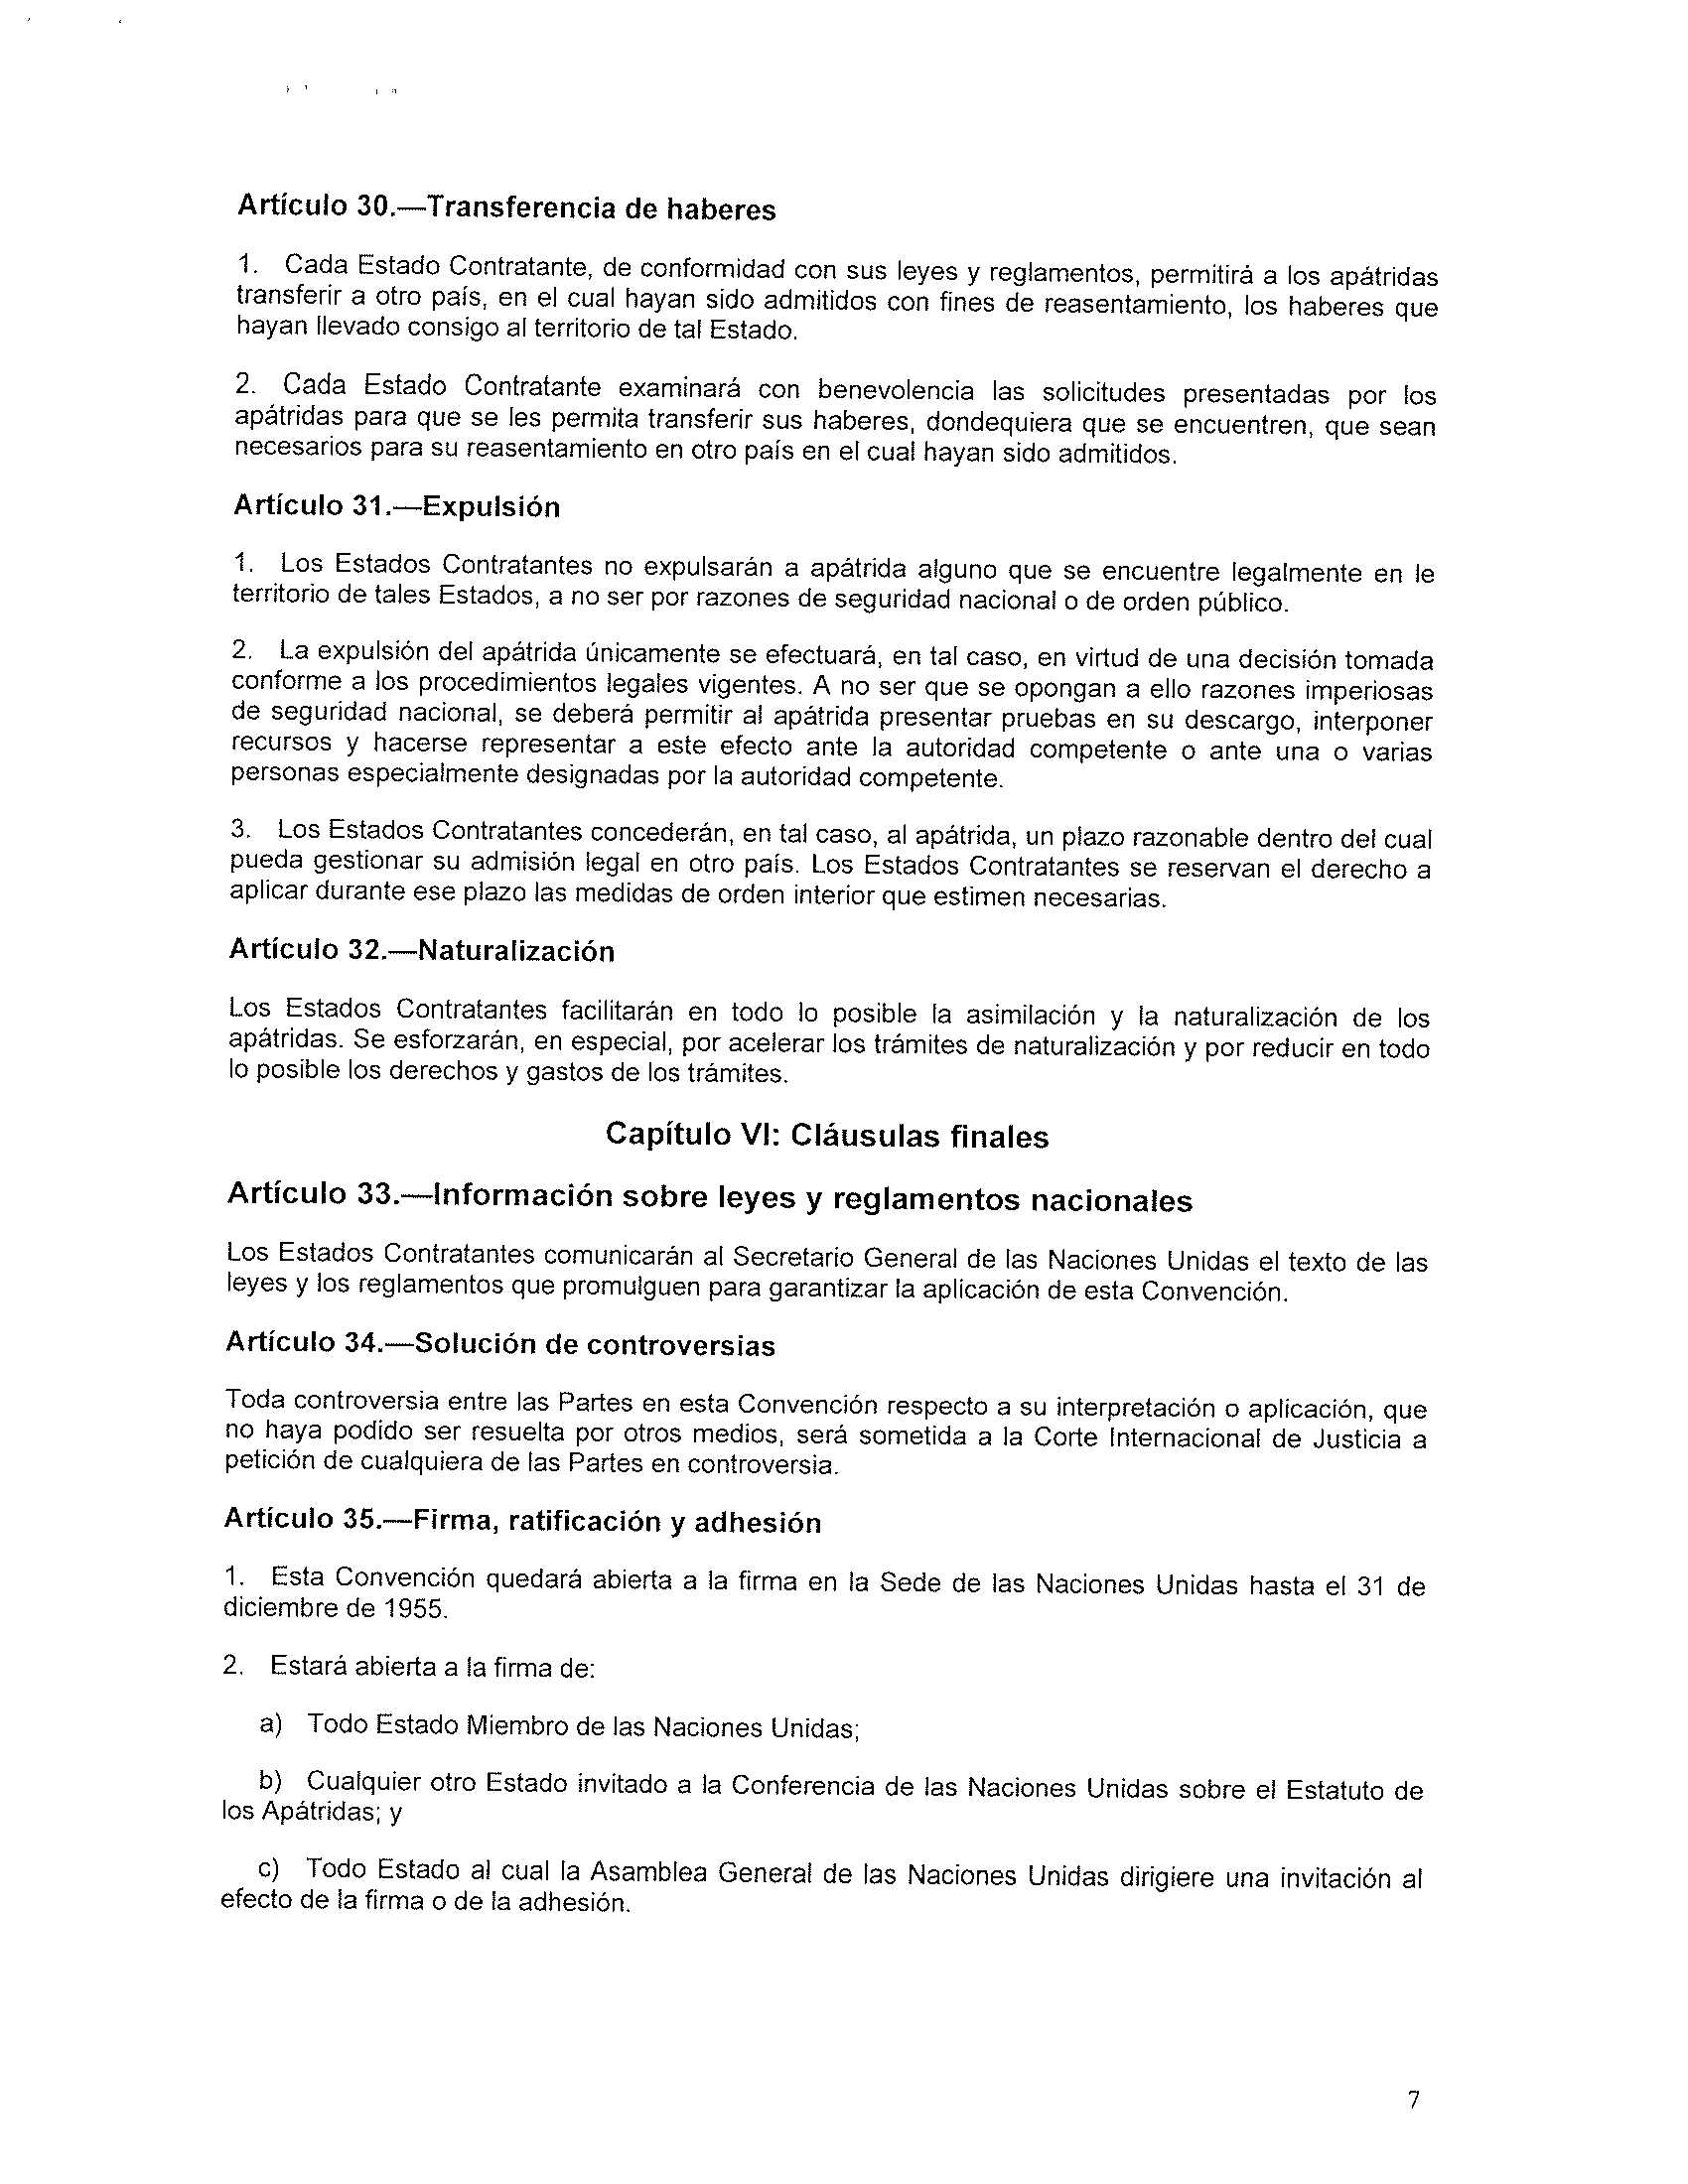 Artículo 30.—Transferencia de haberes
1. Cada Estado Contratante, de conformidad con sus leyes y reglamentos, permitirá a los apátridas
transferir a otro país, en el cual hayan sido admitidos con fines de reasentamiento, los haberes que
hayan llevado consigo al territorio de tal Estado.
2. Cada Estado Contratante examinará con benevolencia las solicitudes presentadas por los
apátridas para que se les permita transferir sus haberes, dondequiera que se encuentren, que sean
necesarios para su reasentamiento en otro país en el cual hayan sido admitidos.
Artículo 31.—Expulsión
1. Los Estados Contratantes no expulsarán a apátrida alguno que se encuentre legalmente en le
territorio de tales Estados, a no ser por razones de seguridad nacional o de orden público.
2. La expulsión del apátrida únicamente se efectuará, en tal caso, en virtud de una decisión tomada
conforme a los procedimientos legales vigentes. A no ser que se opongan a ello razones imperiosas
de seguridad nacional, se deberá permitir al apátrida presentar pruebas en su descargo, interponer
recursos y hacerse representar a este efecto ante la autoridad competente o ante una o varias
personas especialmente designadas por la autoridad competente.
3. Los Estados Contratantes concederán, en tal caso, al apátrida, un plazo razonable dentro del cual
pueda gestionar su admisión legal en otro país. Los Estados Contratantes se reservan el derecho a
aplicar durante ese plazo las medidas de orden interior que estimen necesarias.
Artículo 32.—Naturalización
Los Estados Contratantes facilitarán en todo lo posible la asimilación y la naturalización de los
apátridas. Se esforzarán, en especial, por acelerar los trámites de naturalización y por reducir en todo
lo posible los derechos y gastos de los trámites.
Capítulo VI: Cláusulas finales
Artículo 33.—Información sobre leyes y reglamentos nacionales
Los Estados Contratantes comunicarán al Secretario General de las Naciones Unidas el texto de las
leyes y los reglamentos que promulguen para garantizar la aplicación de esta Convención.
Artículo 34.—Solución de controversias
Toda controversia entre las Partes en esta Convención respecto a su interpretación o aplicación, que
no haya podido ser resuelta por otros medios, será sometida a la Corte Internacional de Justicia a
petición de cualquiera de las Partes en controversia.
Artículo 35.—Firma, ratificación y adhesión
1. Esta Convención quedará abierta a la firma en la Sede de las Naciones Unidas hasta el 31 de
diciembre de 1955.
2. Estará abierta a la firma de:
a) Todo Estado Miembro de las Naciones Unidas;
b) Cualquier otro Estado invitado a la Conferencia de las Naciones Unidas sobre el Estatuto de
los Apátridas; y
c) Todo Estado al cual la Asamblea General de las Naciones Unidas dirigiere una invitación al
efecto de la firma o de la adhesión.
7